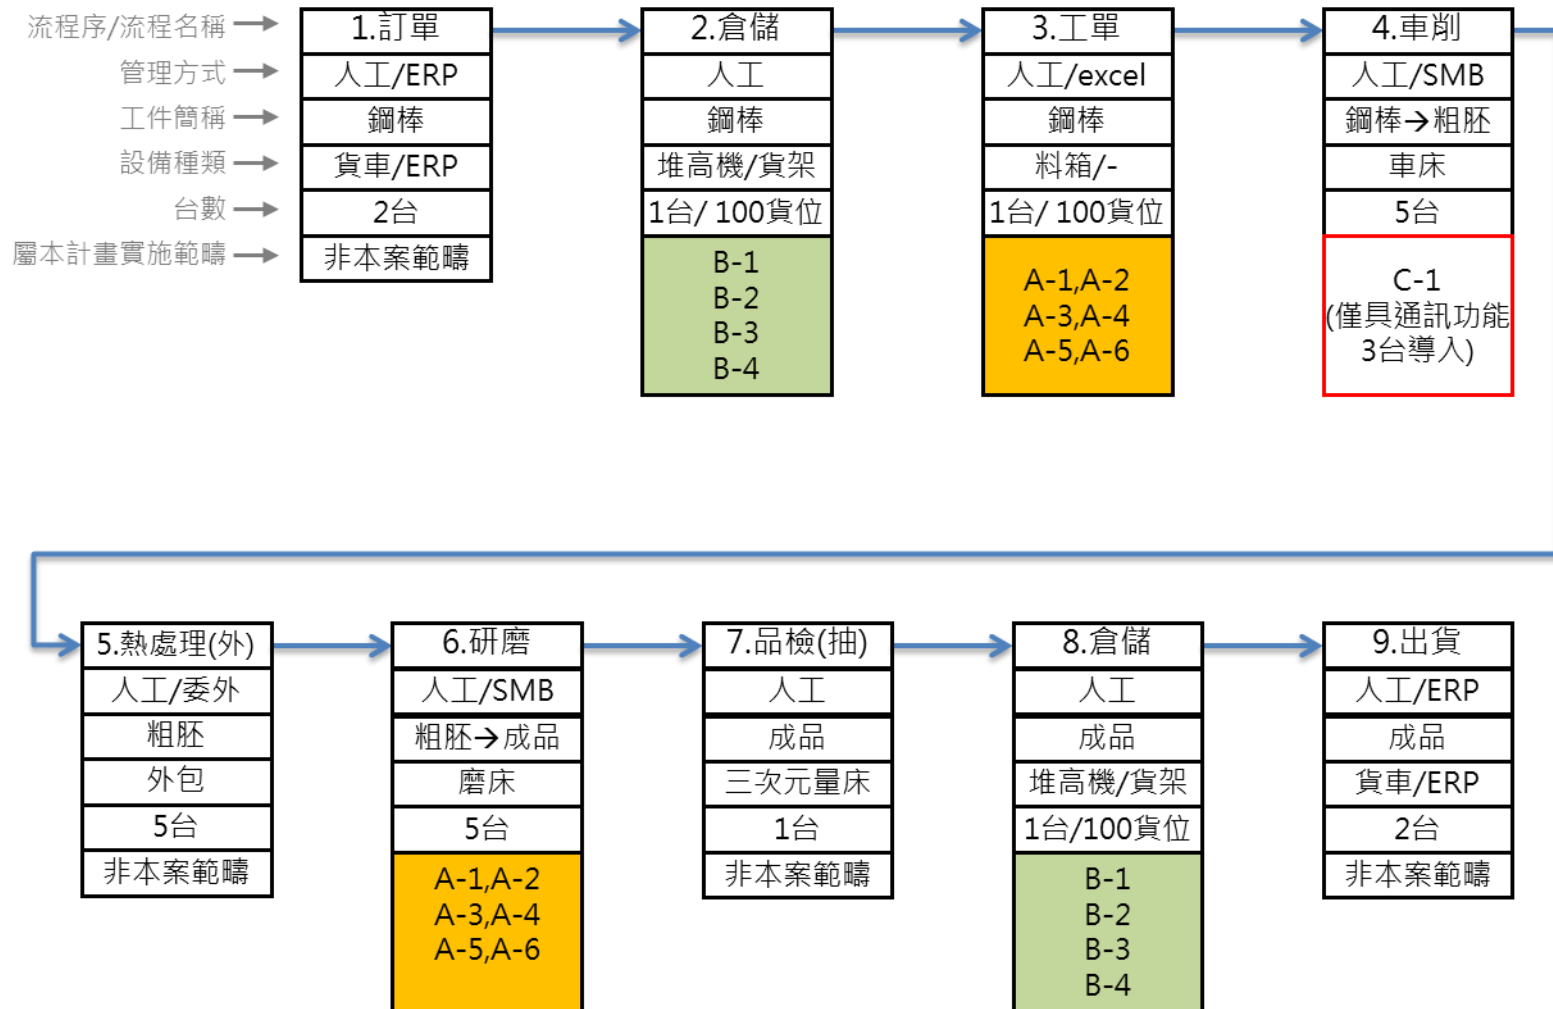 流程序/流程名稱
管理方式
工件簡稱
設備種類
台數
屬本計畫實施範疇
1.訂單
人工/ERP
鋼棒
貨車/ERP
2台
非本案範疇
2.倉儲
人工
鋼棒
堆高機/貨架
1台/ 100貨位
B-1
B-2
B-3
B-4
3.工單
人工/excel
鋼棒
料箱/-
1台/ 100貨位
A-1,A-2
A-3,A-4
A-5,A-6
4.車削
人工/SMB
鋼棒→粗胚
車床
5台
C-1
(僅具通訊功能
3台導入)
5.熱處理(外)
人工/委外
粗胚
外包
5台
非本案範疇
6.研磨
人工/SMB
粗胚→成品
磨床
5台
A-1,A-2
A-3,A-4
A-5,A-6
7.品檢(抽)
人工
成品
三次元量床
1台
非本案範疇
8.倉儲
人工
成品
堆高機/貨架
1台/100貨位
B-1
B-2
B-3
B-4
9.出貨
人工/ERP
成品
貨車/ERP
2台
非本案範疇